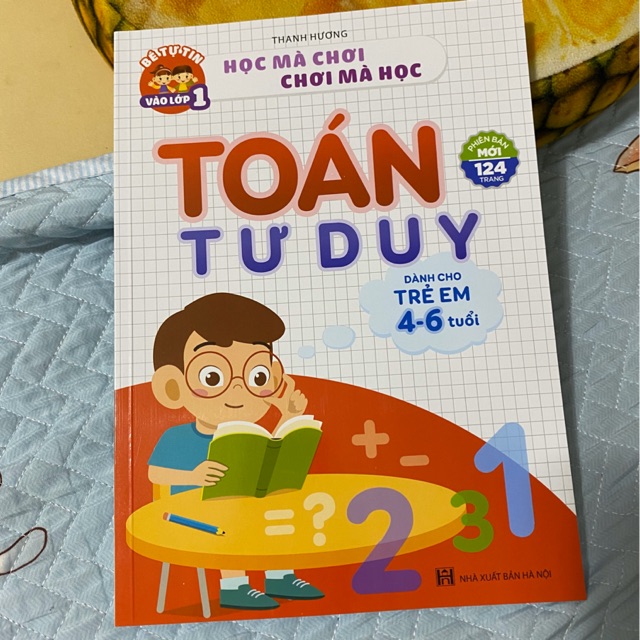 THANH HƯƠNG
BÉ TỰ TIN
VÀO LỚP 1
HỌC MÀ CHƠI
CHƠI MÀ HỌC
TOÁN
TƯ DUY
PHIÊN BẢN
MỚI
124
TRANG
DÀNH CHO
TRẺ EM
4-6 tuổi
+ -
= ?
2 3 1
NHÀ XUẤT BẢN HÀ NỘI